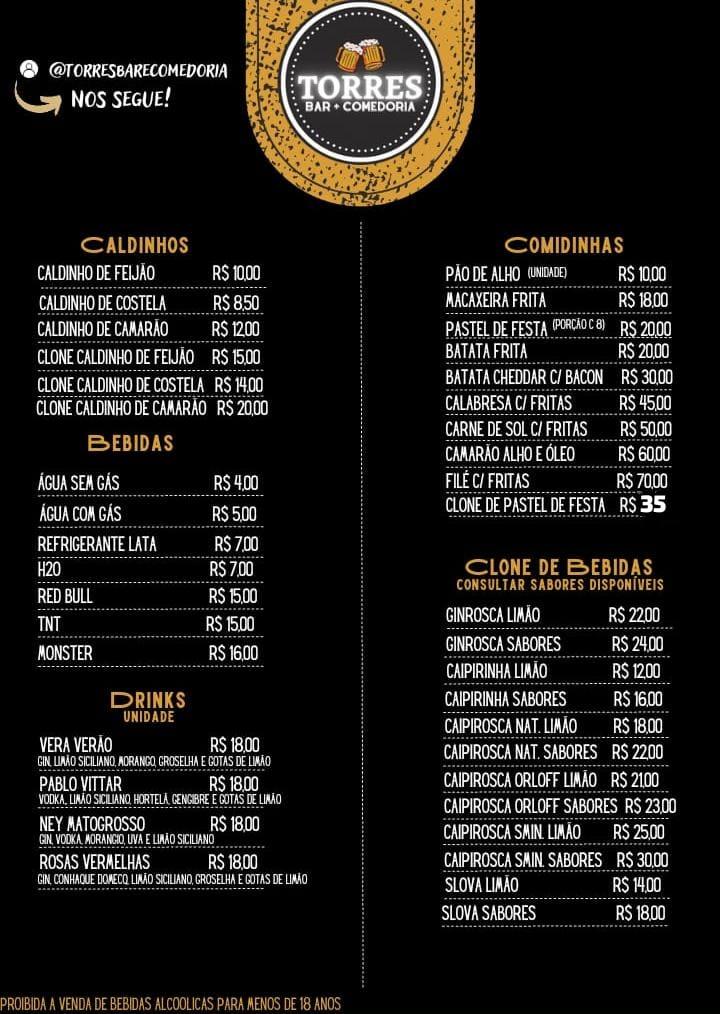 @TORRESBARECOMEDORIA
NOS SEGUE!
TORRES
BAR + COMEDORIA
CALDINHOS
CALDINHO DE FEIJÃO R$ 10,00
CALDINHO DE COSTELA R$ 8,50
CALDINHO DE CAMARÃO R$ 12,00
CLONE CALDINHO DE FEIJÃO R$ 15,00
CLONE CALDINHO DE COSTELA R$ 14,00
CLONE CALDINHO DE CAMARÃO R$ 20,00
BEBIDAS
ÁGUA SEM GÁS R$ 4,00
ÁGUA COM GÁS R$ 5,00
REFRIGERANTE LATA R$ 7,00
H2O R$ 7,00
RED BULL R$ 15,00
TNT R$ 15,00
MONSTER R$ 16,00
DRINKS
UNIDADE
VERA VERÃO R$ 18,00
GIN, LIMÃO SICILIANO, MORANGO, GROSELHA E GOTAS DE LIMÃO
PABLO VITTAR R$ 18,00
VODKA, LIMÃO SICILIANO, HORTELÃ, GENGIBRE E GOTAS DE LIMÃO
NEY MATOGROSSO R$ 18,00
GIN, VODKA, MORANGIO, UVA E LIMÃO SICILIANO
ROSAS VERMELHAS R$ 18,00
GIN, CONHAQUE DOMECQ, LIMÃO SICILIANO, GROSELHA E GOTAS DE LIMÃO
COMIDINHAS
PÃO DE ALHO (UNIDADE) R$ 10,00
MACAXEIRA FRITA R$ 18,00
PASTEL DE FESTA (PORÇÃO C 8) R$ 20,00
BATATA FRITA R$ 20,00
BATATA CHEDDAR C/ BACON R$ 30,00
CALABRESA C/ FRITAS R$ 45,00
CARNE DE SOL C/ FRITAS R$ 50,00
CAMARÃO ALHO E ÓLEO R$ 60,00
FILÉ C/ FRITAS R$ 70,00
CLONE DE PASTEL DE FESTA R$ 35
CLONE DE BEBIDAS
CONSULTAR SABORES DISPONÍVEIS
GINROSCA LIMÃO R$ 22,00
GINROSCA SABORES R$ 24,00
CAIPIRINHA LIMÃO R$ 12,00
CAIPIRINHA SABORES R$ 16,00
CAIPIROSCA NAT. LIMÃO R$ 18,00
CAIPIROSCA NAT. SABORES R$ 22,00
CAIPIROSCA ORLOFF LIMÃO R$ 21,00
CAIPIROSCA ORLOFF SABORES R$ 23,00
CAIPIROSCA SMIN. LIMÃO R$ 25,00
CAIPIROSCA SMIN. SABORES R$ 30,00
SLOVA LIMÃO R$ 14,00
SLOVA SABORES R$ 18,00
PROIBIDA A VENDA DE BEBIDAS ALCOOLICAS PARA MENOS DE 18 ANOS